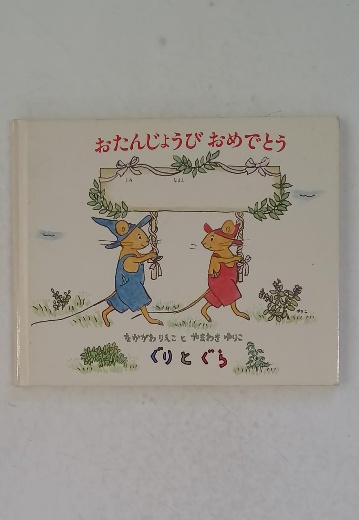 おたんじょうび おめでとう
なかがわ りえこ と やまわき ゆりこ
ぐり と ぐら